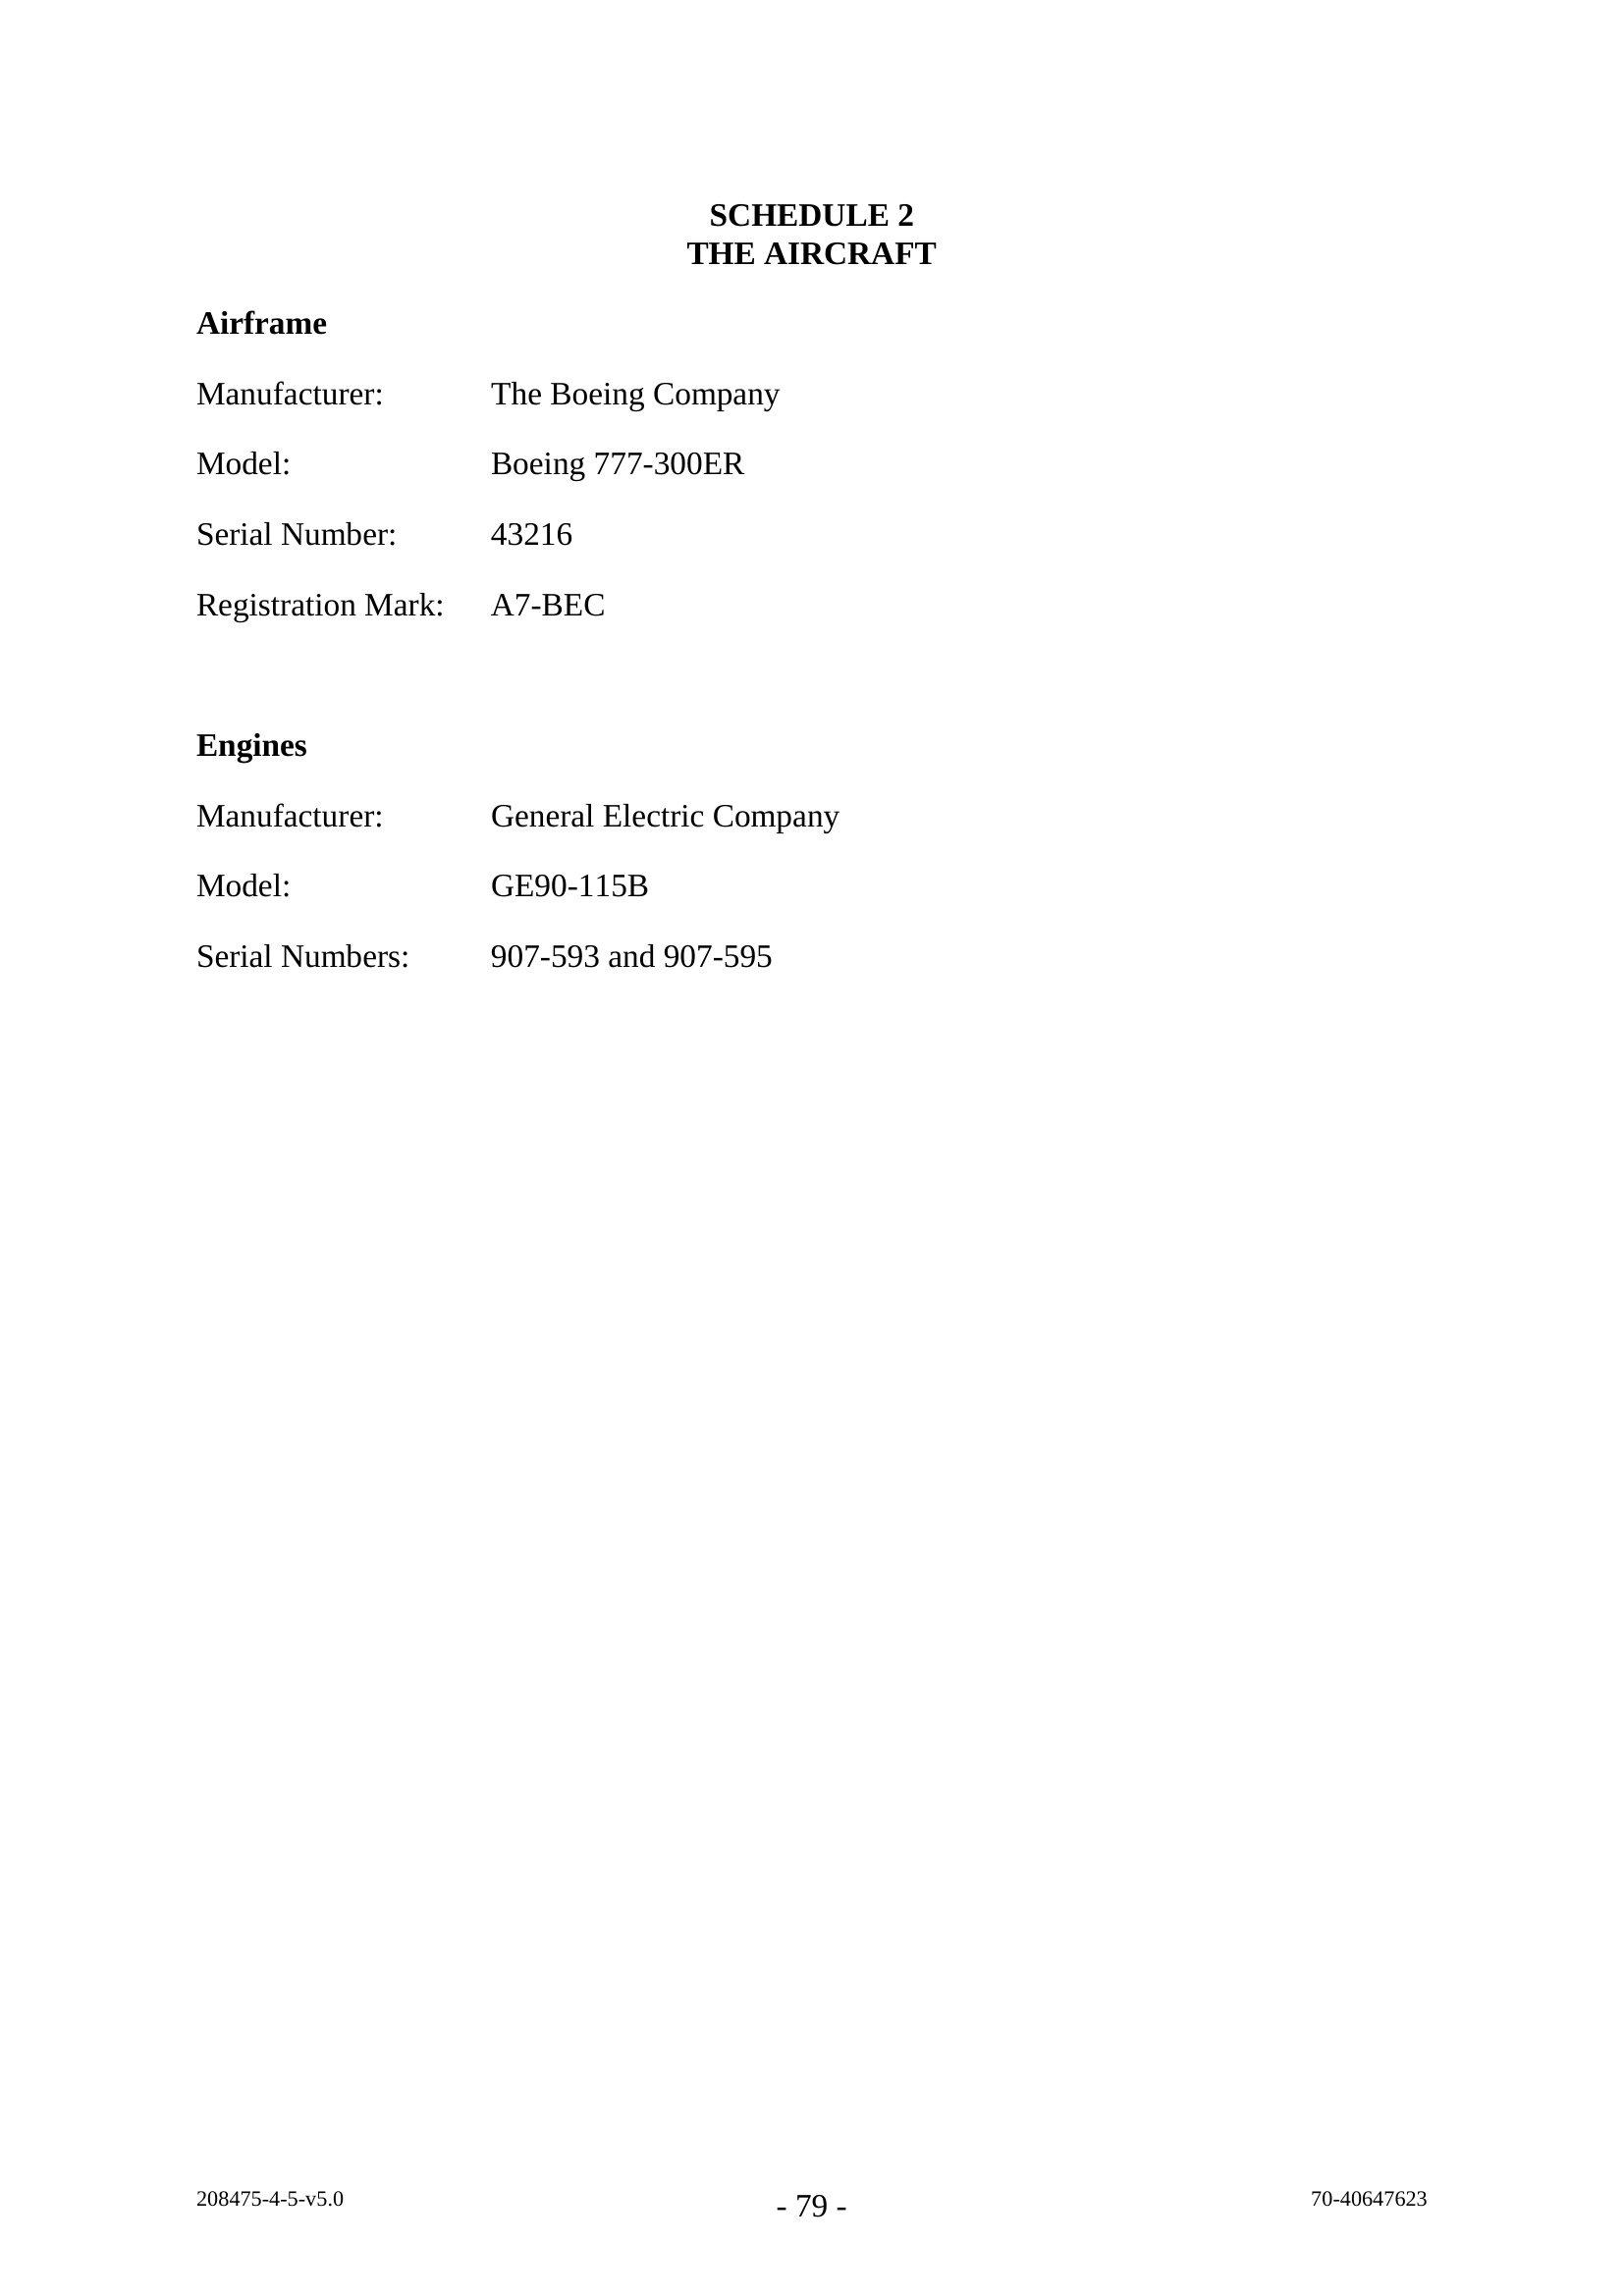 SCHEDULE 2
THE AIRCRAFT
Airframe
Manufacturer: The Boeing Company
Model: Boeing 777-300ER
Serial Number: 43216
Registration Mark: A7-BEC
Engines
Manufacturer: General Electric Company
Model: GE90-115B
Serial Numbers: 907-593 and 907-595
208475-4-5-v5.0 - 79 - 70-40647623